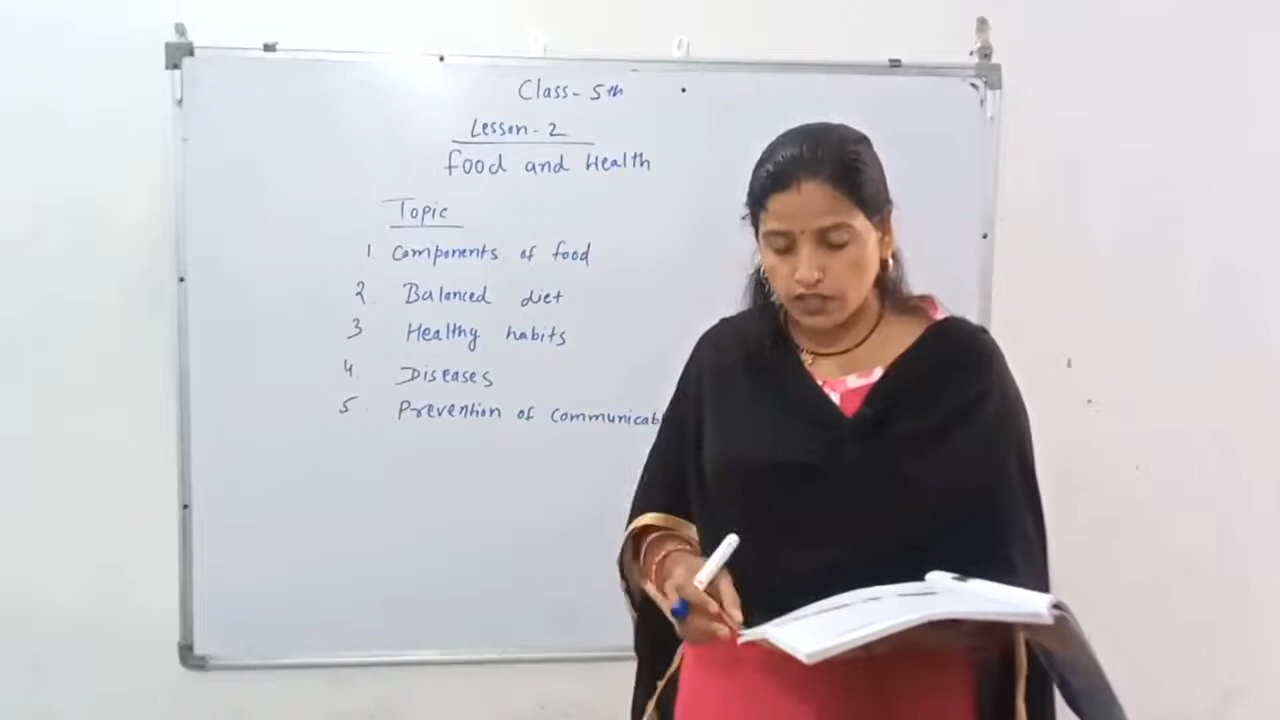 Class - 5th
Lesson - 2
Food and Health
Topic
1 Components of food
2. Balanced diet
3 Healthy habits
4. Diseases
5. Prevention of